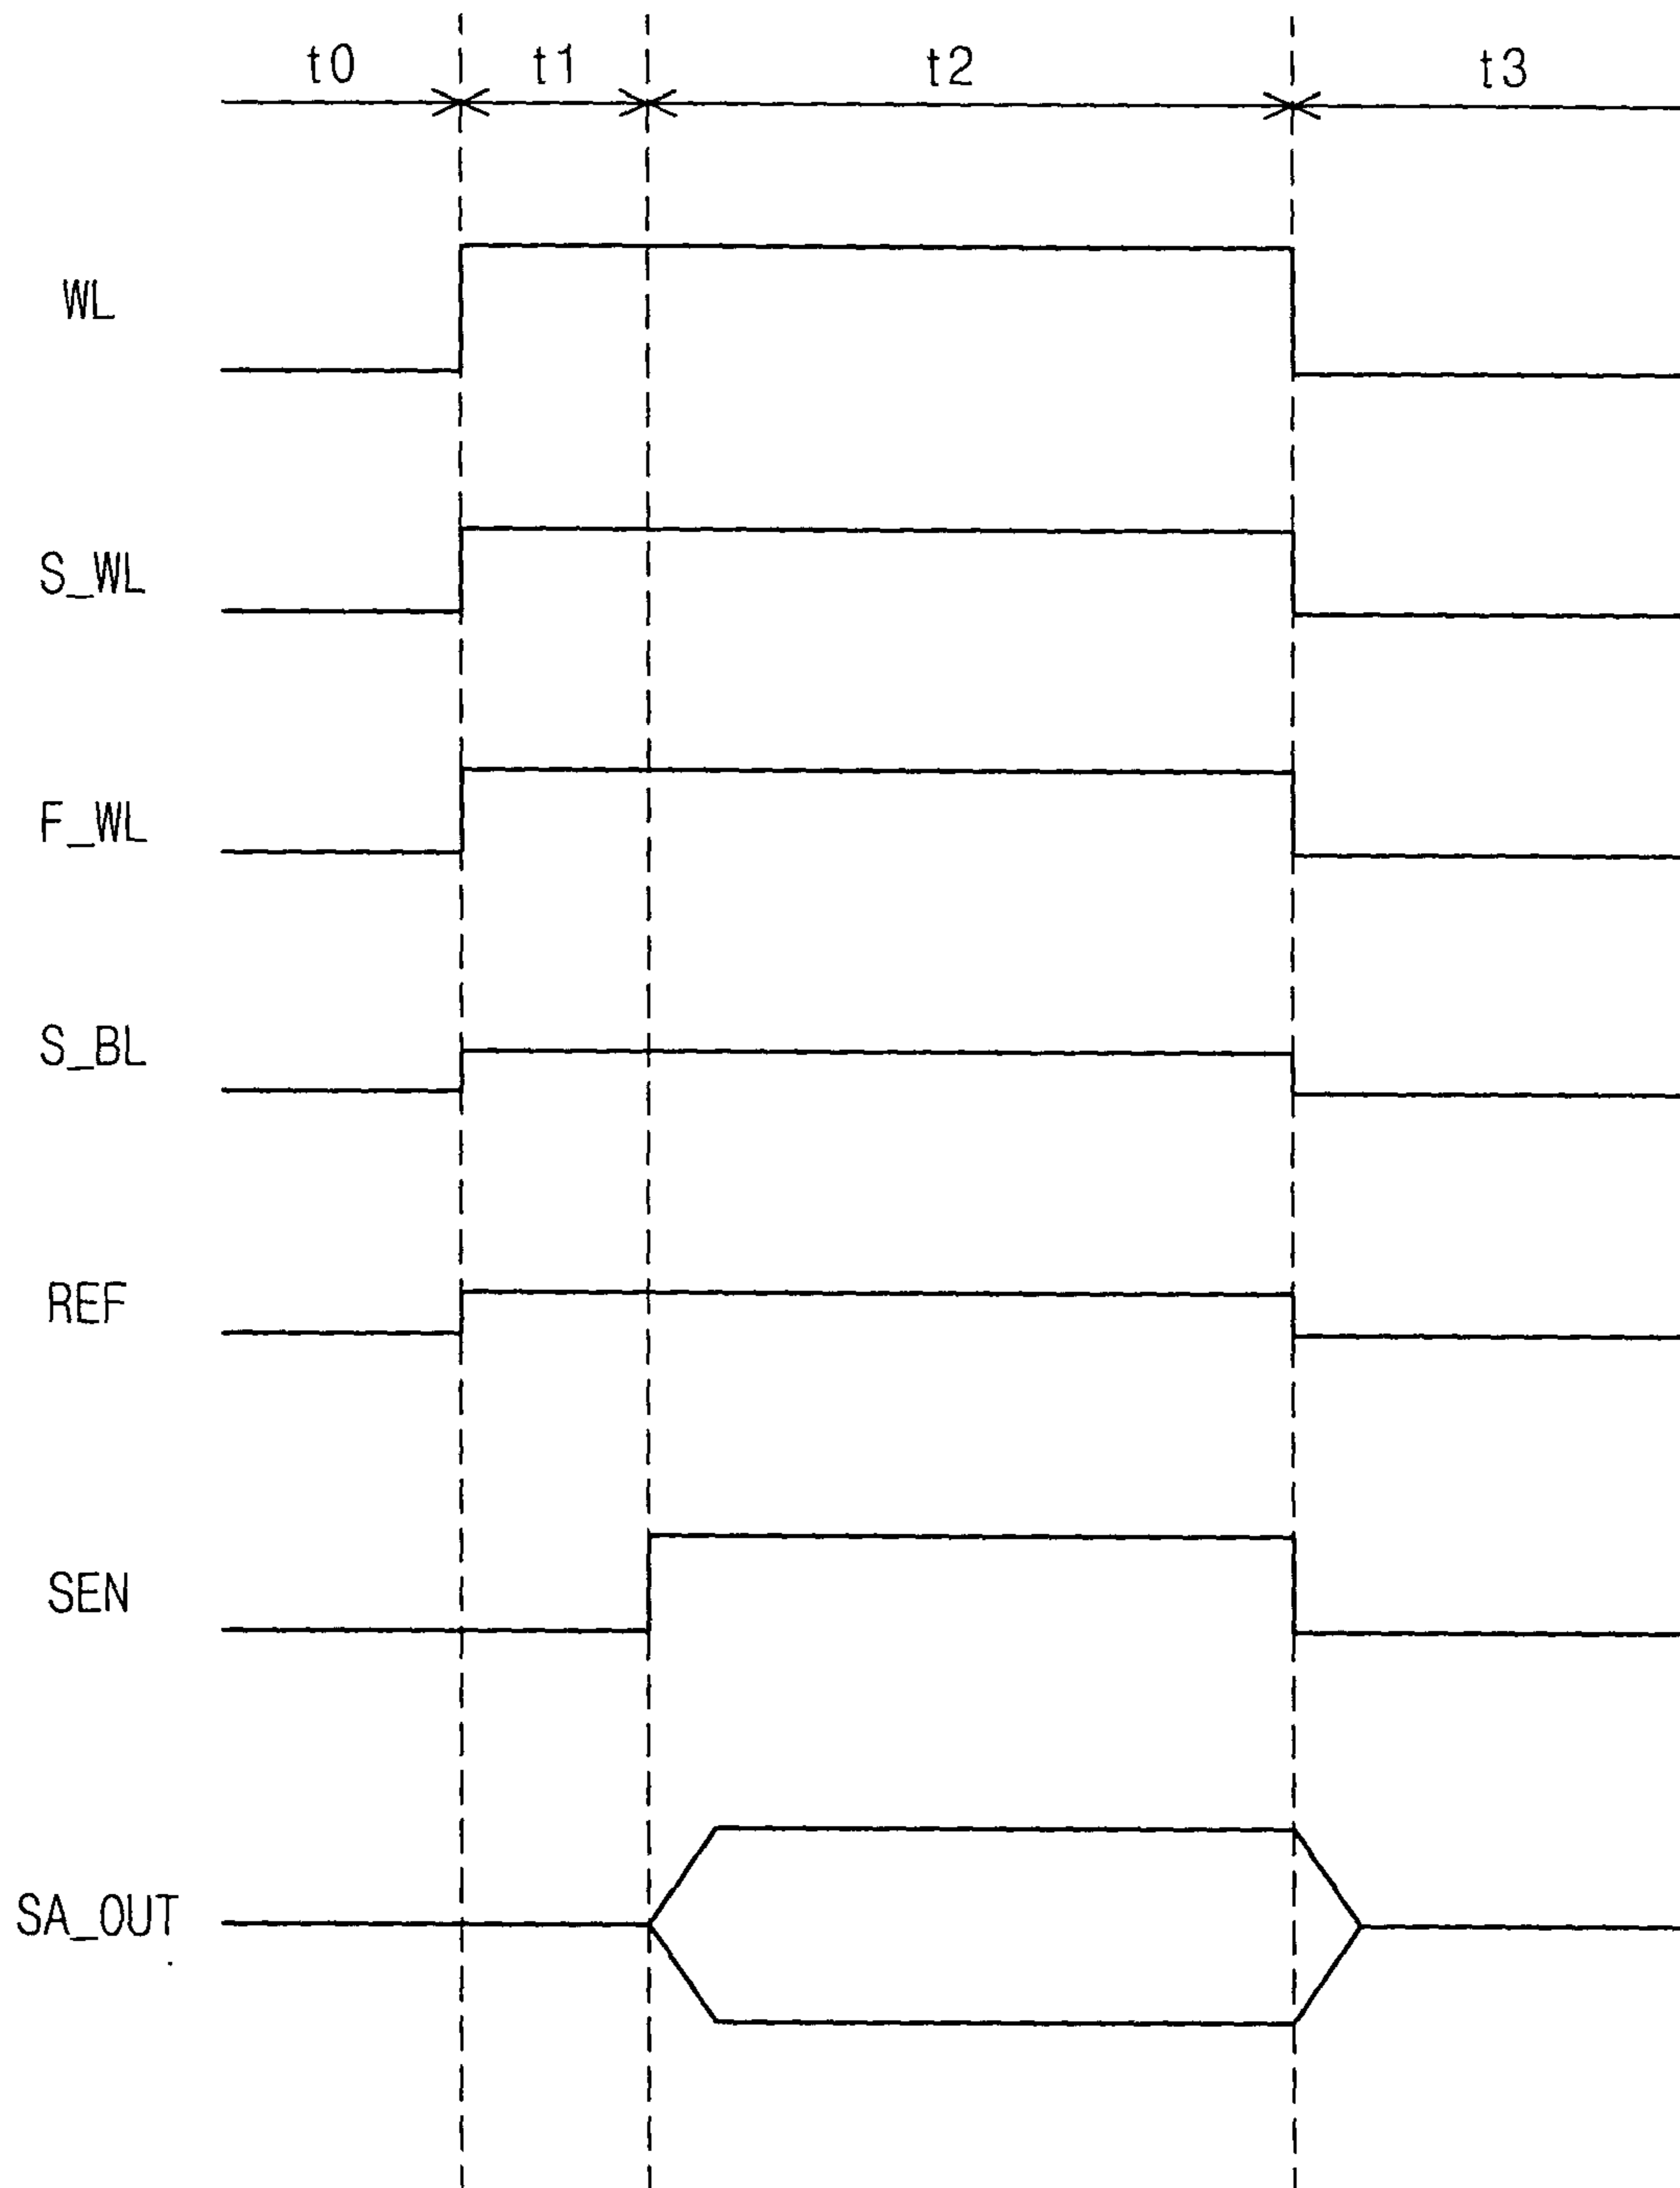 t0 t1 t2 t3
WL
S_WL
F_WL
S_BL
REF
SEN
SA_OUT